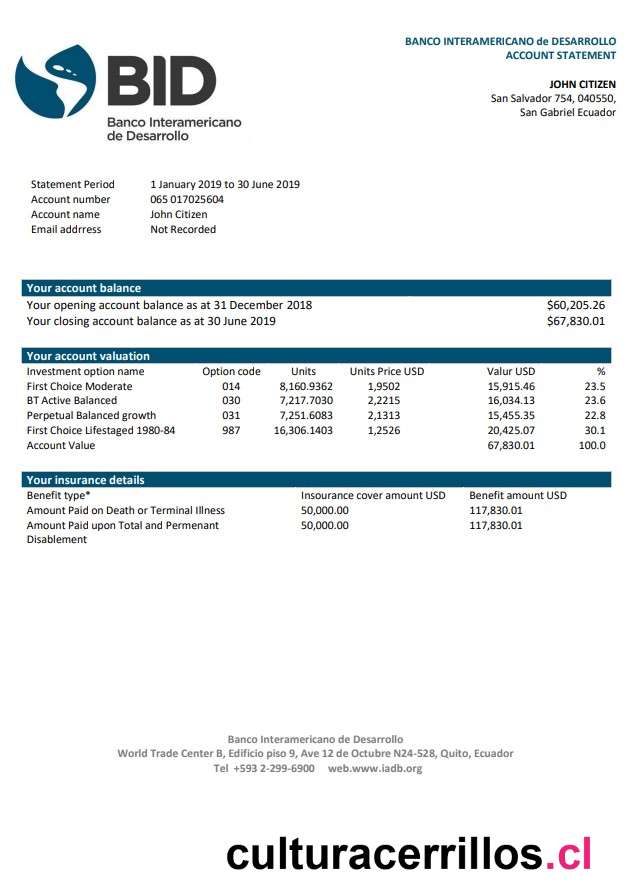 BANCO INTERAMERICANO de DESARROLLO
ACCOUNT STATEMENT
BID
Banco Interamericano
de Desarrollo
JOHN CITIZEN
San Salvador 754, 040550,
San Gabriel Ecuador
Statement Period 1 January 2019 to 30 June 2019
Account number 065 017025604
Account name John Citizen
Email addrress Not Recorded
Your account balance
Your opening account balance as at 31 December 2018 $60,205.26
Your closing account balance as at 30 June 2019 $67,830.01
Your account valuation
Investment option name Option code Units Units Price USD Valur USD %
First Choice Moderate 014 8,160.9362 1,9502 15,915.46 23.5
BT Active Balanced 030 7,217.7030 2,2215 16,034.13 23.6
Perpetual Balanced growth 031 7,251.6083 2,1313 15,455.35 22.8
First Choice Lifestaged 1980-84 987 16,306.1403 1,2526 20,425.07 30.1
Account Value 67,830.01 100.0
Your insurance details
Benefit type* Insourance cover amount USD Benefit amount USD
Amount Paid on Death or Terminal Illness 50,000.00 117,830.01
Amount Paid upon Total and Permenant 50,000.00 117,830.01
Disablement
Banco Interamericano de Desarrollo
World Trade Center B, Edificio piso 9, Ave 12 de Octubre N24-528, Quito, Ecuador
Tel +593 2-299-6900 web.www.iadb.org
culturacerrillos.cl